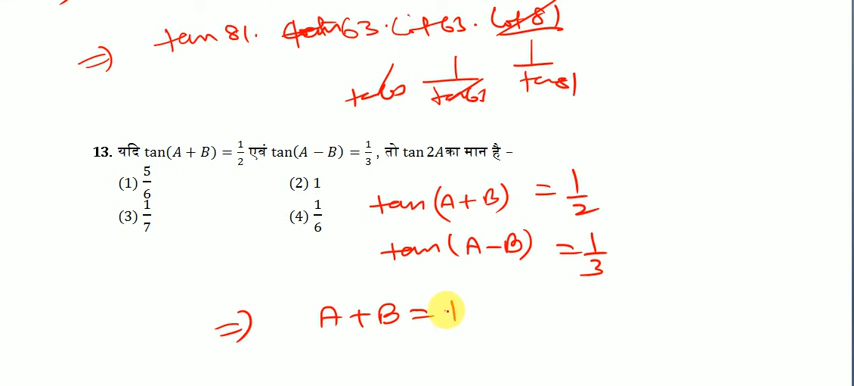 ⇒ tan 81. tan 63. cot 63. cot 81
tan 63 1/tan 63 1/tan 81
13. यदि tan(A + B) = 1/2 एवं tan(A − B) = 1/3, तो tan 2A का मान है –
(1) 5/6 (2) 1
(3) 1/7 (4) 1/6
tan(A+B) = 1/2
tan(A−B) = 1/3
⇒ A+B =